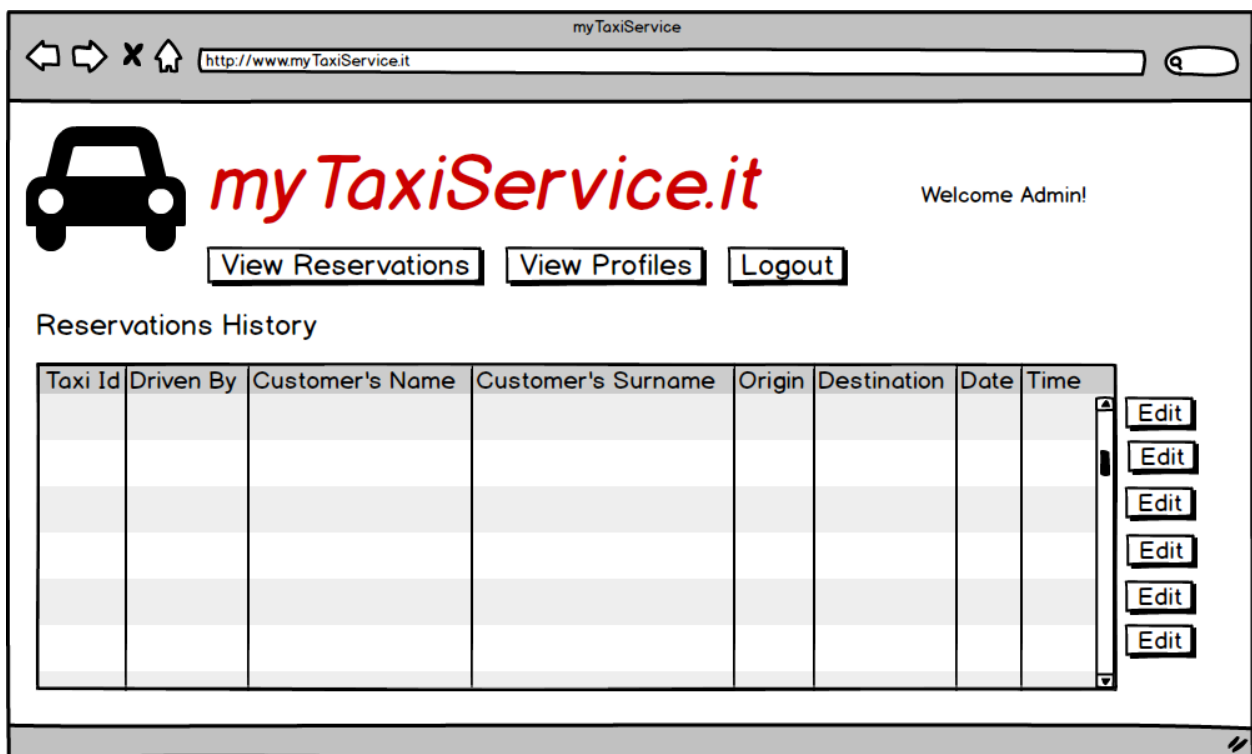 myTaxiService
http://www.myTaxiService.it
myTaxiService.it
Welcome Admin!
View Reservations View Profiles Logout
Reservations History
Taxi Id Driven By Customer's Name Customer's Surname Origin Destination Date Time
Edit
Edit
Edit
Edit
Edit
Edit